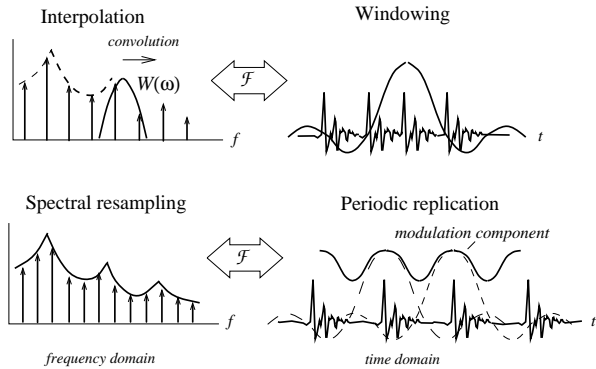 Interpolation
Windowing
convolution
W(ω)
ℱ
f
t
Spectral resampling
Periodic replication
modulation component
ℱ
f
t
frequency domain
time domain